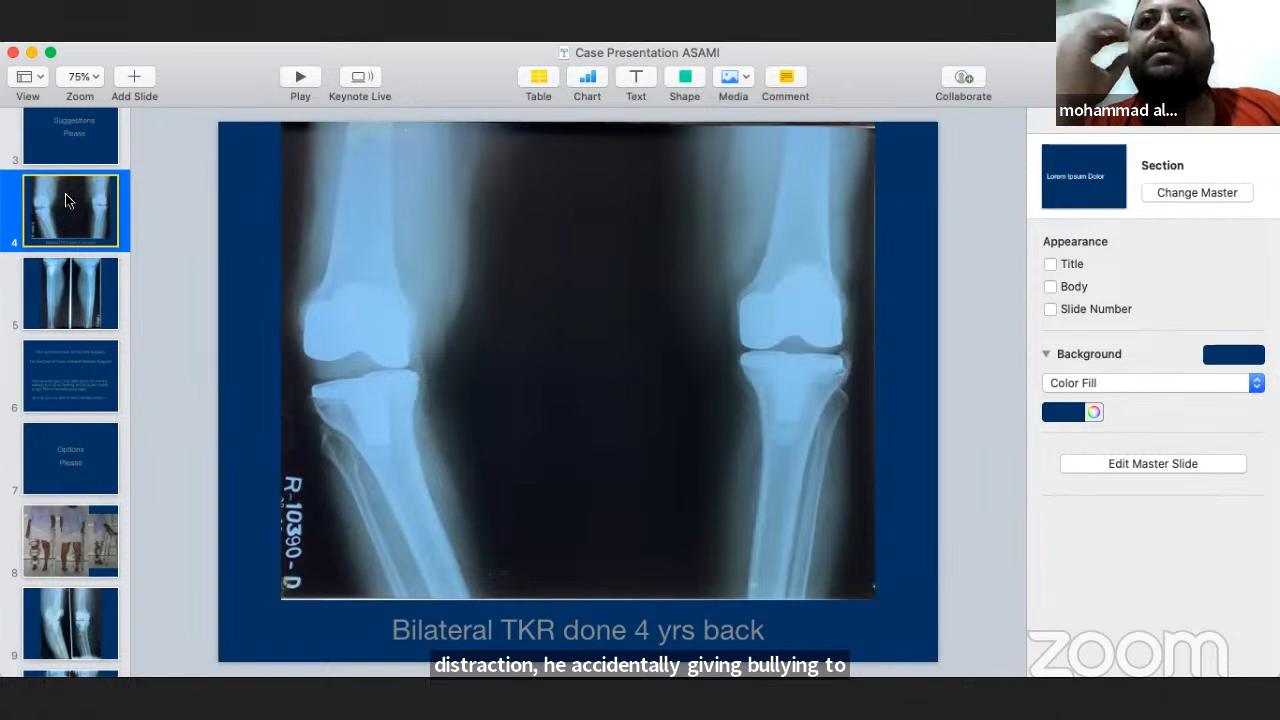 Case Presentation ASAMI
mohammad al...
View
75%
Zoom
Add Slide
Play
Keynote Live
Table
Chart
Text
Shape
Media
Comment
Collaborate
Suggestions
Please
3
4
5
6
Options
Please
7
8
9
R-10390-D
Bilateral TKR done 4 yrs back
distraction, he accidentally giving bullying to
Lorem Ipsum Dolor
Section
Change Master
Appearance
Title
Body
Slide Number
Background
Color Fill
Edit Master Slide
zoom